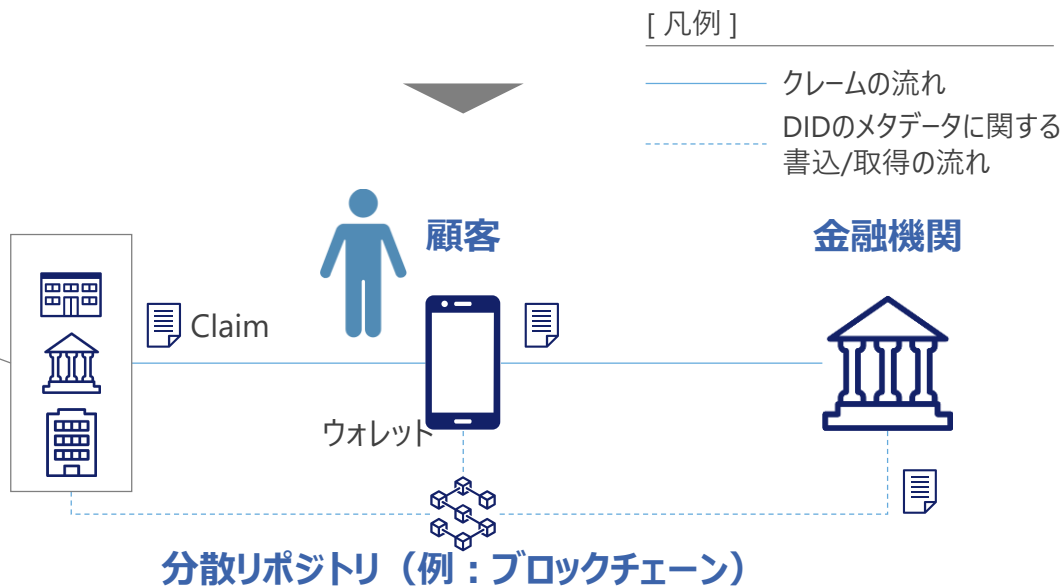 [ 凡例 ]
クレームの流れ
DIDのメタデータに関する
書込/取得の流れ
顧客
金融機関
Claim
ウォレット
分散リポジトリ（例：ブロックチェーン）